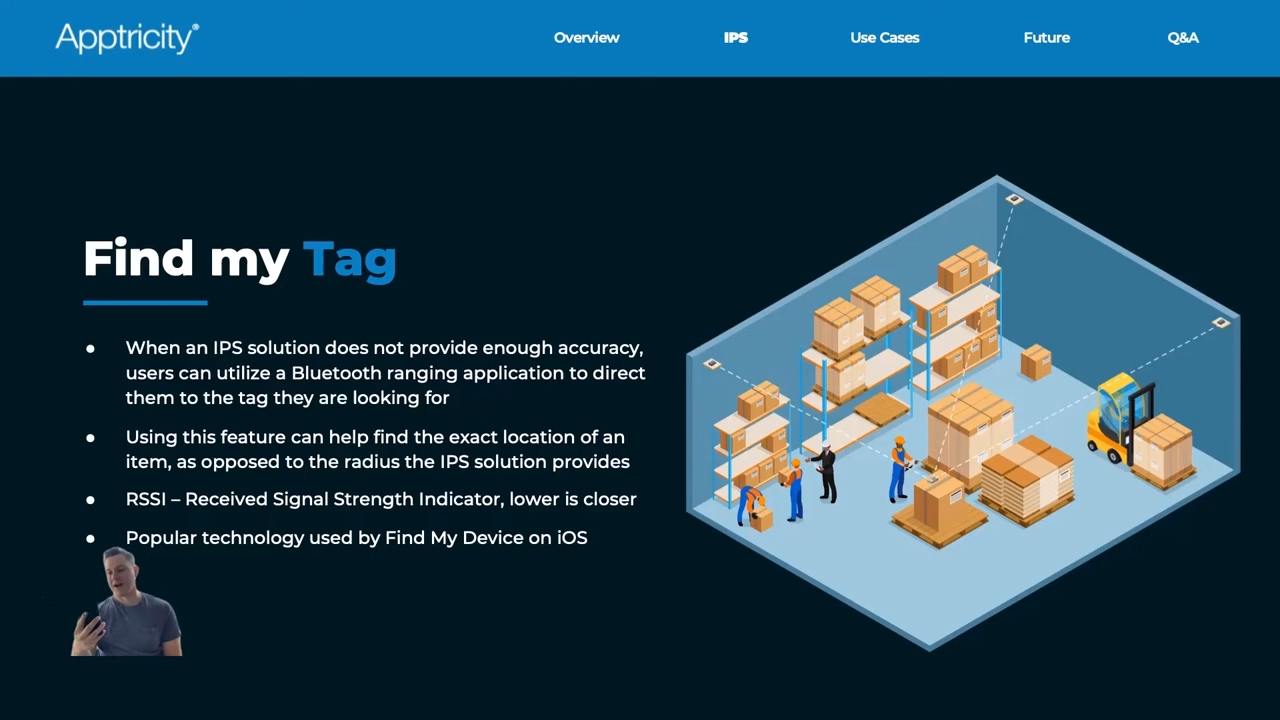 Apptricity®
Overview
IPS
Use Cases
Future
Q&A
Find my Tag
● When an IPS solution does not provide enough accuracy,
users can utilize a Bluetooth ranging application to direct
them to the tag they are looking for
● Using this feature can help find the exact location of an
item, as opposed to the radius the IPS solution provides
● RSSI – Received Signal Strength Indicator, lower is closer
● Popular technology used by Find My Device on iOS